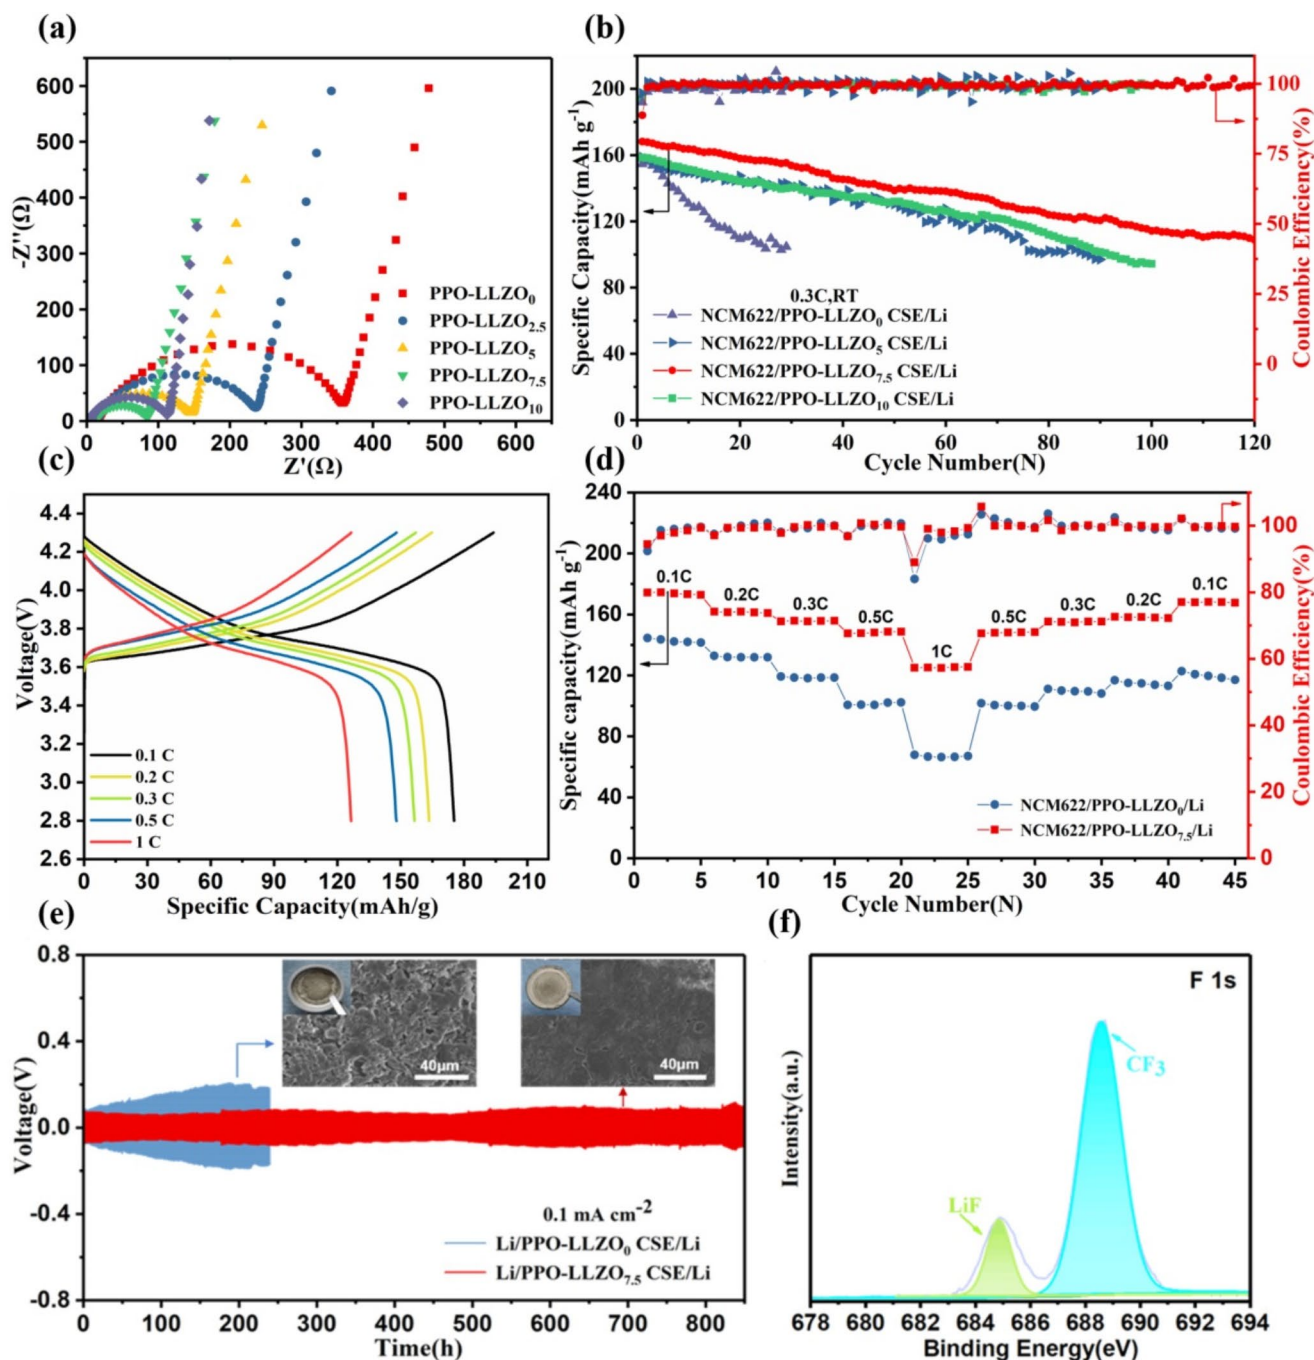 (a)
-Z''(Ω)
600
500
400
300
200
100
0
PPO-LLZO₀
PPO-LLZO₂.₅
PPO-LLZO₅
PPO-LLZO₇.₅
PPO-LLZO₁₀
0 50 100 150 200 250 300 350 400 450 500 550 600
Z'(Ω)
(b)
Specific Capacity(mAh g⁻¹)
200
160
120
80
40
0
0.3C,RT
NCM622/PPO-LLZO₀ CSE/Li
NCM622/PPO-LLZO₅ CSE/Li
NCM622/PPO-LLZO₇.₅ CSE/Li
NCM622/PPO-LLZO₁₀ CSE/Li
100
75
50
25
0
Coulombic Efficiency(%)
0 20 40 60 80 100 120
Cycle Number(N)
(c)
Voltage(V)
4.4
4.2
4.0
3.8
3.6
3.4
3.2
3.0
2.8
2.6
0.1 C
0.2 C
0.3 C
0.5 C
1 C
0 30 60 90 120 150 180 210
Specific Capacity(mAh/g)
(d)
Specific capacity(mAh g⁻¹)
240
200
160
120
80
40
0
0.1C
0.2C
0.3C
0.5C
1C
0.5C
0.3C
0.2C
0.1C
NCM622/PPO-LLZO₀/Li
NCM622/PPO-LLZO₇.₅/Li
100
80
60
40
20
0
Coulombic Efficiency(%)
0 5 10 15 20 25 30 35 40 45
Cycle Number(N)
(e)
Voltage(V)
0.8
0.4
0.0
-0.4
-0.8
40μm
40μm
0.1 mA cm⁻²
Li/PPO-LLZO₀ CSE/Li
Li/PPO-LLZO₇.₅ CSE/Li
0 100 200 300 400 500 600 700 800
Time(h)
(f)
Intensity(a.u.)
F 1s
CF₃
LiF
678 680 682 684 686 688 690 692 694
Binding Energy(eV)